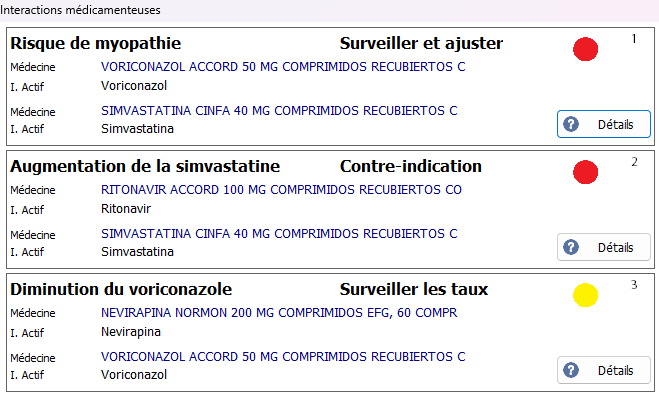 Interactions médicamenteuses
Risque de myopathie Surveiller et ajuster 1
Médecine VORICONAZOL ACCORD 50 MG COMPRIMIDOS RECUBIERTOS C
I. Actif Voriconazol
Médecine SIMVASTATINA CINFA 40 MG COMPRIMIDOS RECUBIERTOS C
I. Actif Simvastatina
? Détails
Augmentation de la simvastatine Contre-indication 2
Médecine RITONAVIR ACCORD 100 MG COMPRIMIDOS RECUBIERTOS CO
I. Actif Ritonavir
Médecine SIMVASTATINA CINFA 40 MG COMPRIMIDOS RECUBIERTOS C
I. Actif Simvastatina
? Détails
Diminution du voriconazole Surveiller les taux 3
Médecine NEVIRAPINA NORMON 200 MG COMPRIMIDOS EFG, 60 COMPR
I. Actif Nevirapina
Médecine VORICONAZOL ACCORD 50 MG COMPRIMIDOS RECUBIERTOS C
I. Actif Voriconazol
? Détails